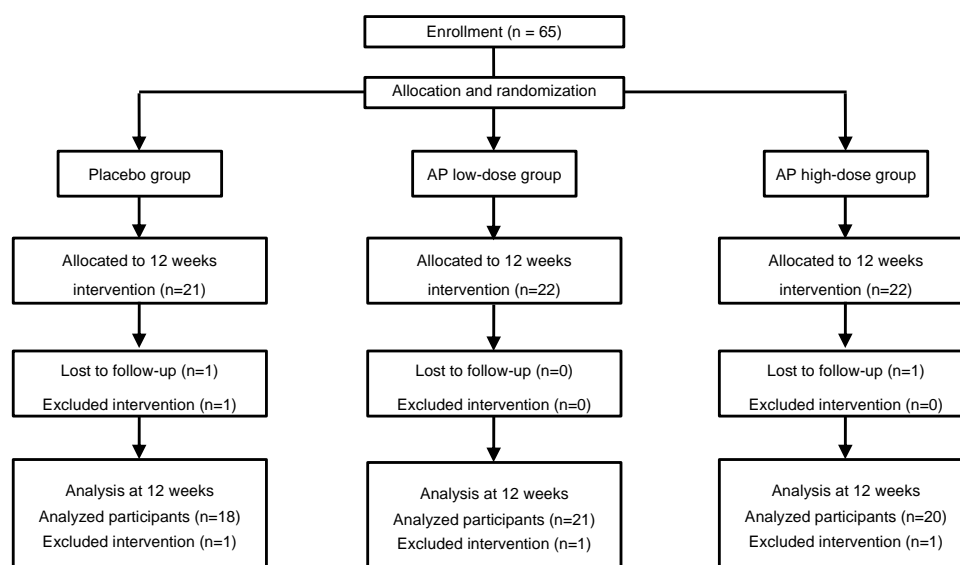 Enrollment (n = 65)
Allocation and randomization
Placebo group
AP low-dose group
AP high-dose group
Allocated to 12 weeks
intervention (n=21)
Allocated to 12 weeks
intervention (n=22)
Allocated to 12 weeks
intervention (n=22)
Lost to follow-up (n=1)
Excluded intervention (n=1)
Lost to follow-up (n=0)
Excluded intervention (n=0)
Lost to follow-up (n=1)
Excluded intervention (n=0)
Analysis at 12 weeks
Analyzed participants (n=18)
Excluded intervention (n=1)
Analysis at 12 weeks
Analyzed participants (n=21)
Excluded intervention (n=1)
Analysis at 12 weeks
Analyzed participants (n=20)
Excluded intervention (n=1)